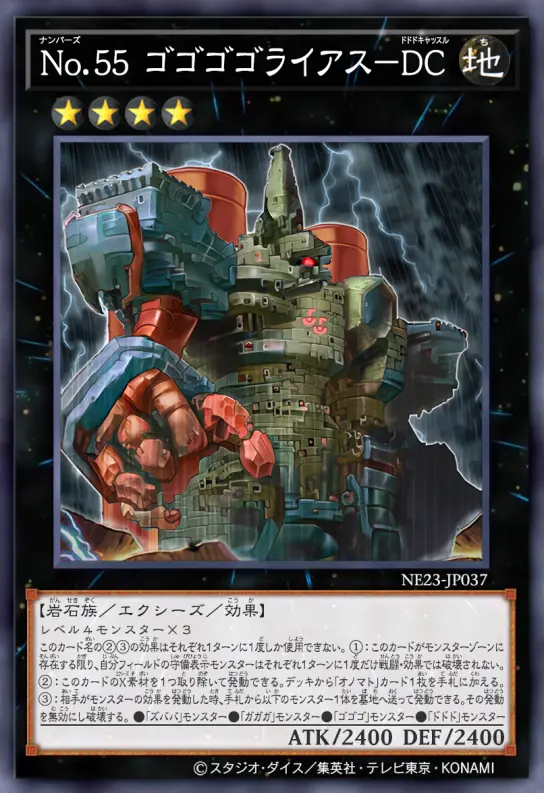 ナンバーズ ドドドキャッスル
No.55 ゴゴゴゴライアス－DC
ち
地
55
NE23-JP037
がん せき ぞく こう か
【岩石族／エクシーズ／効果】
レベル４モンスター×３
このカード名の②③の効果はそれぞれ1ターンに1度しか使用できない。①：このカードがモンスターゾーンに
存在する限り、自分フィールドの守備表示モンスターはそれぞれ1ターンに1度だけ戦闘・効果では破壊されない。
②：このカードのX素材を1つ取り除いて発動できる。デッキから「オノマト」カード1枚を手札に加える。
③：相手がモンスターの効果を発動した時、手札から以下のモンスター1体を墓地へ送って発動できる。その発動
を無効にし破壊する。●「ズババ」モンスター●「ガガガ」モンスター●「ゴゴゴ」モンスター●「ドドド」モンスター
ATK/2400 DEF/2400
©スタジオ・ダイス／集英社・テレビ東京・KONAMI